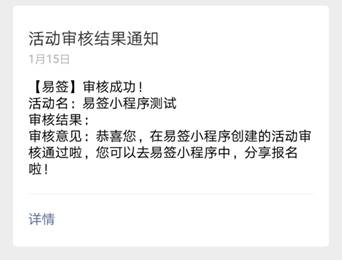 活动审核结果通知
1月15日
【易签】审核成功！
活动名：易签小程序测试
审核结果：
审核意见：恭喜您，在易签小程序创建的活动审
核通过啦，您可以去易签小程序中，分享报名
啦！
详情